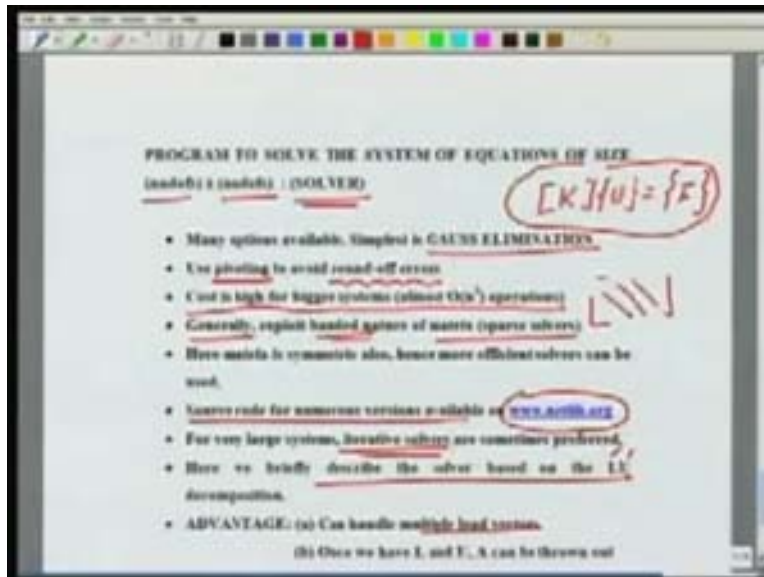 PROGRAM TO SOLVE THE SYSTEM OF EQUATIONS OF SIZE
(nndofs) x (nndofs) : (SOLVER)
[K]{U}={F}
• Many options available. Simplest is GAUSS ELIMINATION.
• Use pivoting to avoid round-off errors
• Cost is high for bigger systems (almost O(n³) operations)
• Generally, exploit banded nature of matrix (sparse solvers)
• Here matrix is symmetric also, hence more efficient solvers can be
used.
• Source code for numerous versions available on www.netlib.org
• For very large systems, iterative solvers are sometimes preferred.
• Here we briefly describe the solver based on the LU
decomposition.
• ADVANTAGE: (a) Can handle multiple load vectors.
(b) Once we have L and U, A can be thrown out